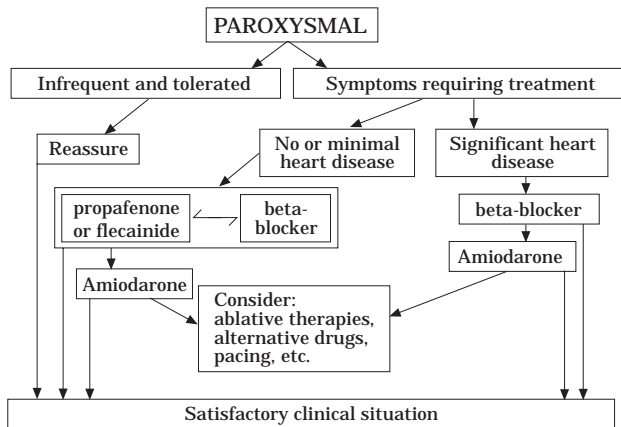 PAROXYSMAL
Infrequent and tolerated
Symptoms requiring treatment
Reassure
No or minimal
heart disease
Significant heart
disease
propafenone
or flecainide
beta-
blocker
beta-blocker
Amiodarone
Amiodarone
Consider:
ablative therapies,
alternative drugs,
pacing, etc.
Satisfactory clinical situation